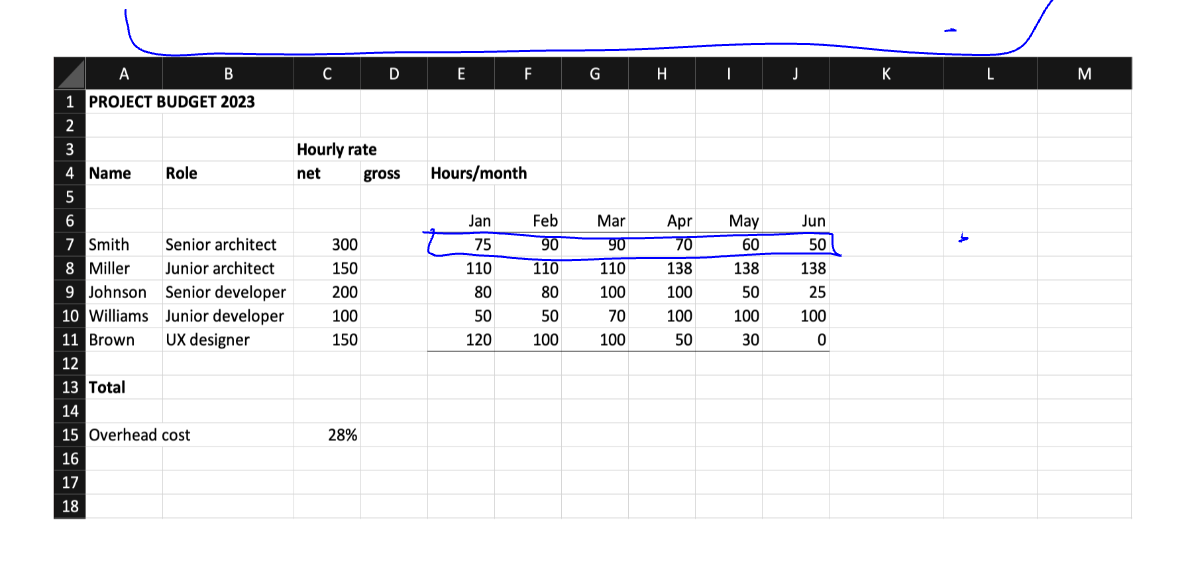 A B C D E F G H I J K L M
1 PROJECT BUDGET 2023
2
3 Hourly rate
4 Name Role net gross Hours/month
5
6 Jan Feb Mar Apr May Jun
7 Smith Senior architect 300 75 90 90 70 60 50
8 Miller Junior architect 150 110 110 110 138 138 138
9 Johnson Senior developer 200 80 80 100 100 50 25
10 Williams Junior developer 100 50 50 70 100 100 100
11 Brown UX designer 150 120 100 100 50 30 0
12
13 Total
14
15 Overhead cost 28%
16
17
18